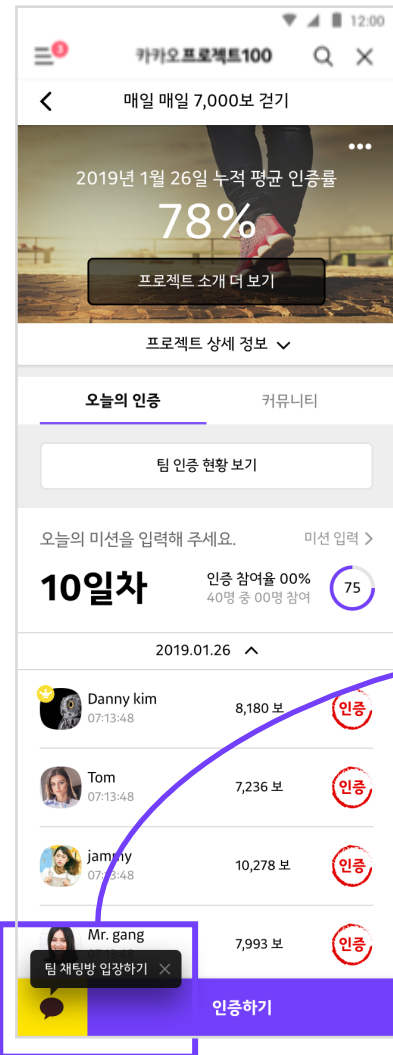 12:00
3
카카오프로젝트100
매일 매일 7,000보 걷기
2019년 1월 26일 누적 평균 인증률
78%
프로젝트 소개 더 보기
프로젝트 상세 정보
오늘의 인증 커뮤니티
팀 인증 현황 보기
오늘의 미션을 입력해 주세요. 미션 입력 >
10일차
인증 참여율 00%
40명 중 00명 참여
75
2019.01.26
Danny kim
07:13:48
8,180 보
인증
Tom
07:13:48
7,236 보
인증
jammy
07:13:48
10,278 보
인증
Mr. gang
7,993 보
인증
팀 채팅방 입장하기 ×
인증하기